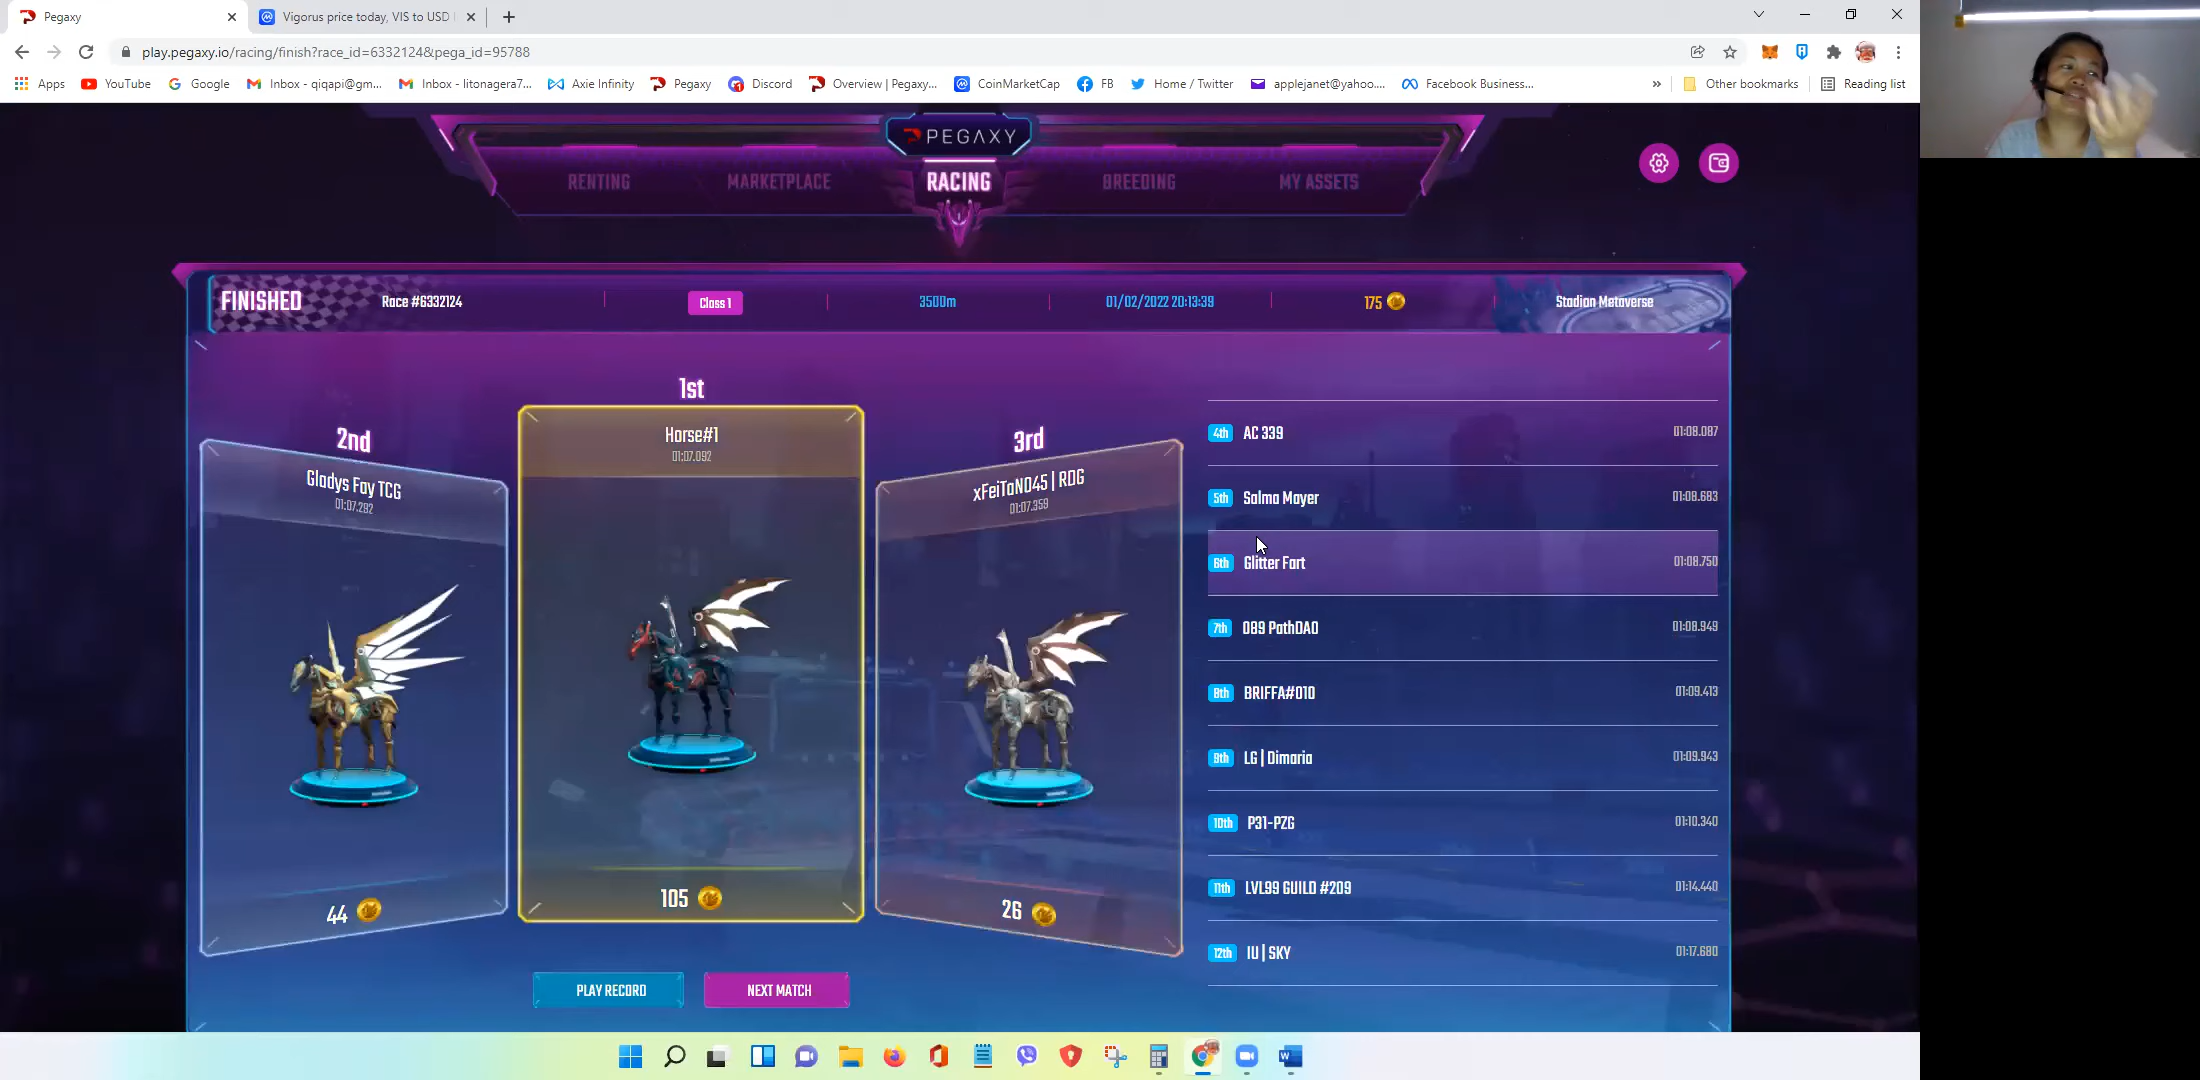 Pegaxy
Vigorus price today, VIS to USD
play.pegaxy.io/racing/finish?race_id=6332124&pega_id=95788
Apps
YouTube
Google
Inbox - qiqapi@gm...
Inbox - litonagera7...
Axie Infinity
Pegaxy
Discord
Overview | Pegaxy...
CoinMarketCap
FB
Home / Twitter
applejanet@yahoo....
Facebook Business...
Other bookmarks
Reading list
PEGAXY
RENTING
MARKETPLACE
RACING
BREEDING
MY ASSETS
FINISHED
Race #6332124
Class 1
3500m
01/02/2022 20:13:39
175
Stadion Metaverse
2nd
Gladys Fay TCG
01:07.292
44
1st
Horse#1
01:07.092
105
3rd
xFeiTaN045 | RDG
01:07.359
26
4th AC 339 01:08.087
5th Salma Mayer 01:08.683
6th Glitter Fart 01:08.750
7th 089 PathDAO 01:08.949
8th BRIFFA#010 01:09.413
9th LG | Dimaria 01:09.943
10th P31-PZG 01:10.340
11th LVL99 GUILD #209 01:14.440
12th IU | SKY 01:17.680
PLAY RECORD
NEXT MATCH